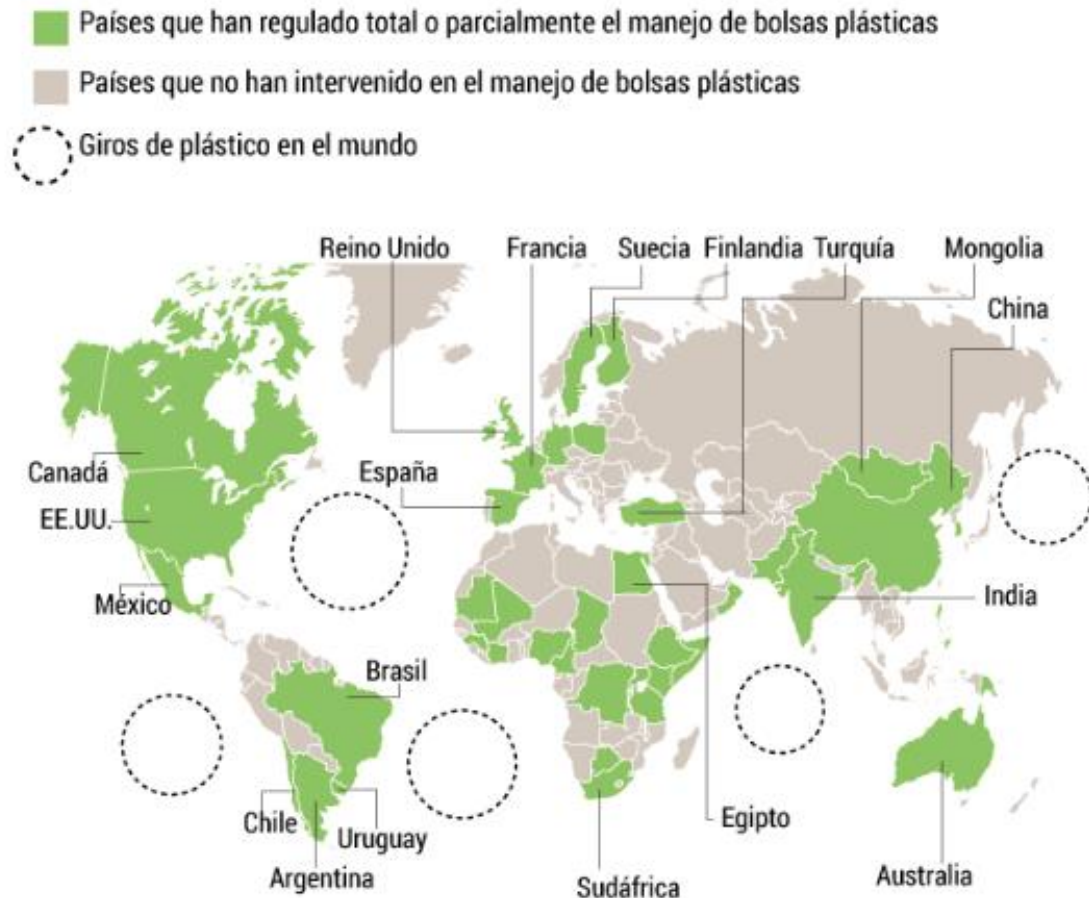 Países que han regulado total o parcialmente el manejo de bolsas plásticas
Países que no han intervenido en el manejo de bolsas plásticas
Giros de plástico en el mundo
Reino Unido
Francia
Suecia
Finlandia
Turquía
Mongolia
China
Canadá
España
EE.UU.
México
India
Brasil
Chile
Uruguay
Egipto
Argentina
Sudáfrica
Australia